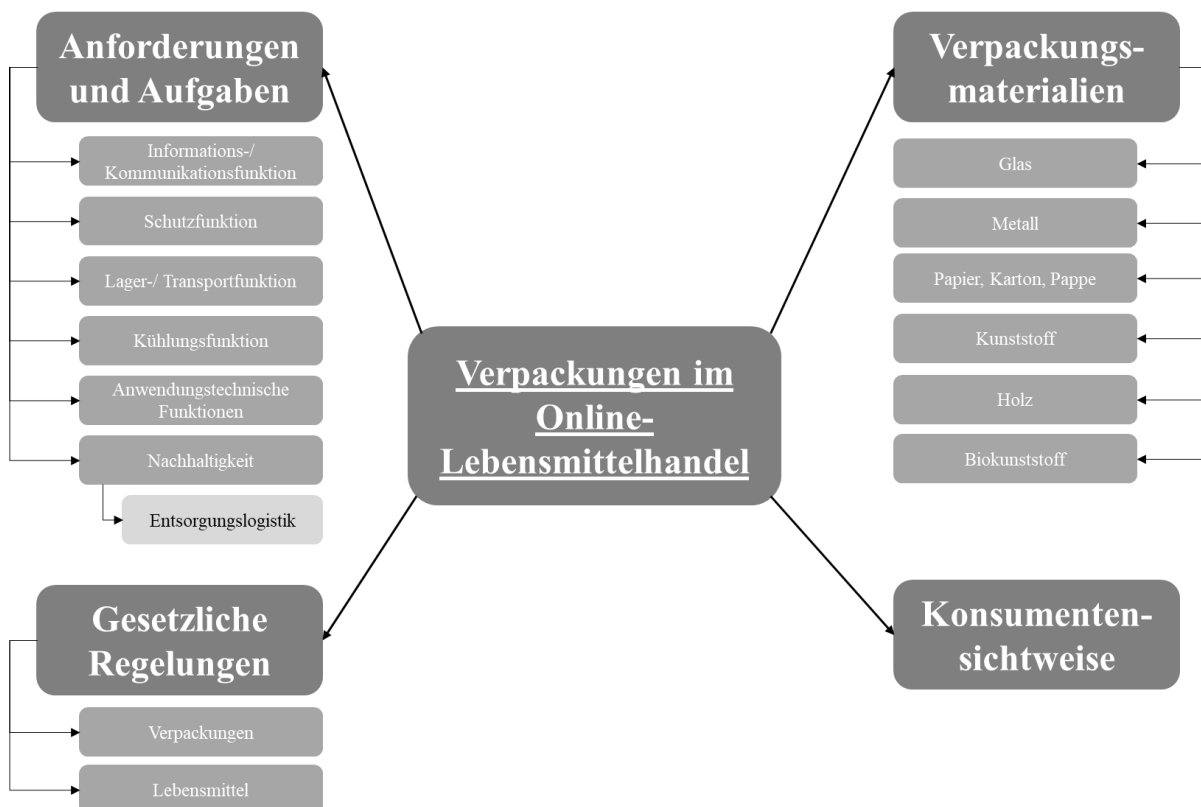 Anforderungen
und Aufgaben
Informations-/
Kommunikationsfunktion
Schutzfunktion
Lager-/ Transportfunktion
Kühlungsfunktion
Anwendungstechnische
Funktionen
Nachhaltigkeit
Entsorgungslogistik
Verpackungs-
materialien
Glas
Metall
Papier, Karton, Pappe
Kunststoff
Holz
Biokunststoff
Verpackungen im
Online-
Lebensmittelhandel
Gesetzliche
Regelungen
Verpackungen
Lebensmittel
Konsumenten-
sichtweise